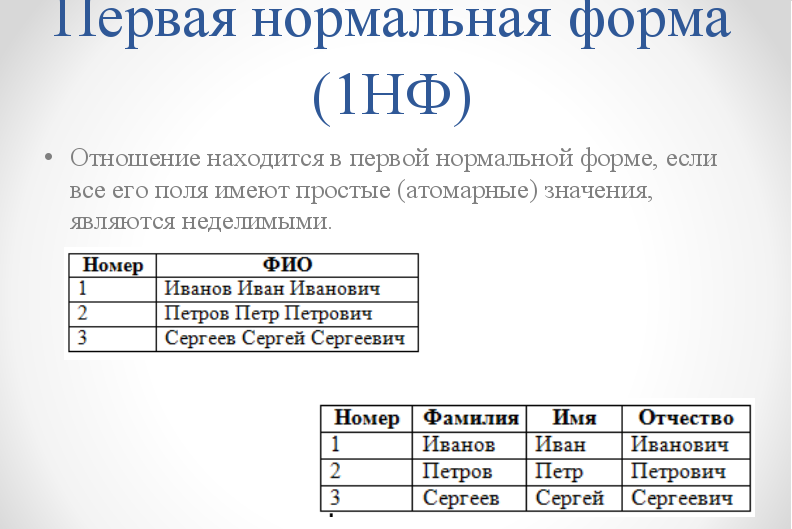 Первая нормальная форма
(1НФ)
• Отношение находится в первой нормальной форме, если
все его поля имеют простые (атомарные) значения,
являются неделимыми.
Номер ФИО
1 Иванов Иван Иванович
2 Петров Петр Петрович
3 Сергеев Сергей Сергеевич
Номер Фамилия Имя Отчество
1 Иванов Иван Иванович
2 Петров Петр Петрович
3 Сергеев Сергей Сергеевич